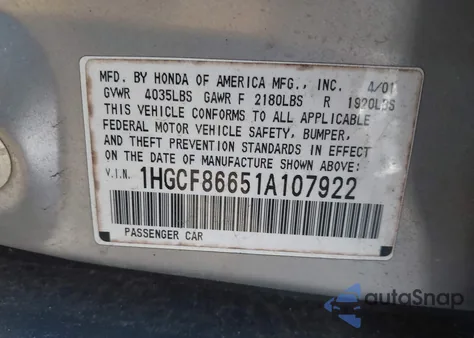 MFD. BY HONDA OF AMERICA MFG., INC. 4/01
GVWR 4035LBS GAWR F 2180LBS R 1920LBS
THIS VEHICLE CONFORMS TO ALL APPLICABLE
FEDERAL MOTOR VEHICLE SAFETY, BUMPER,
AND THEFT PREVENTION STANDARDS IN EFFECT
ON THE DATE OF MANUFACTURE SHOWN ABOVE:
V.I.N. 1HGCF86651A107922
PASSENGER CAR
autoSnap